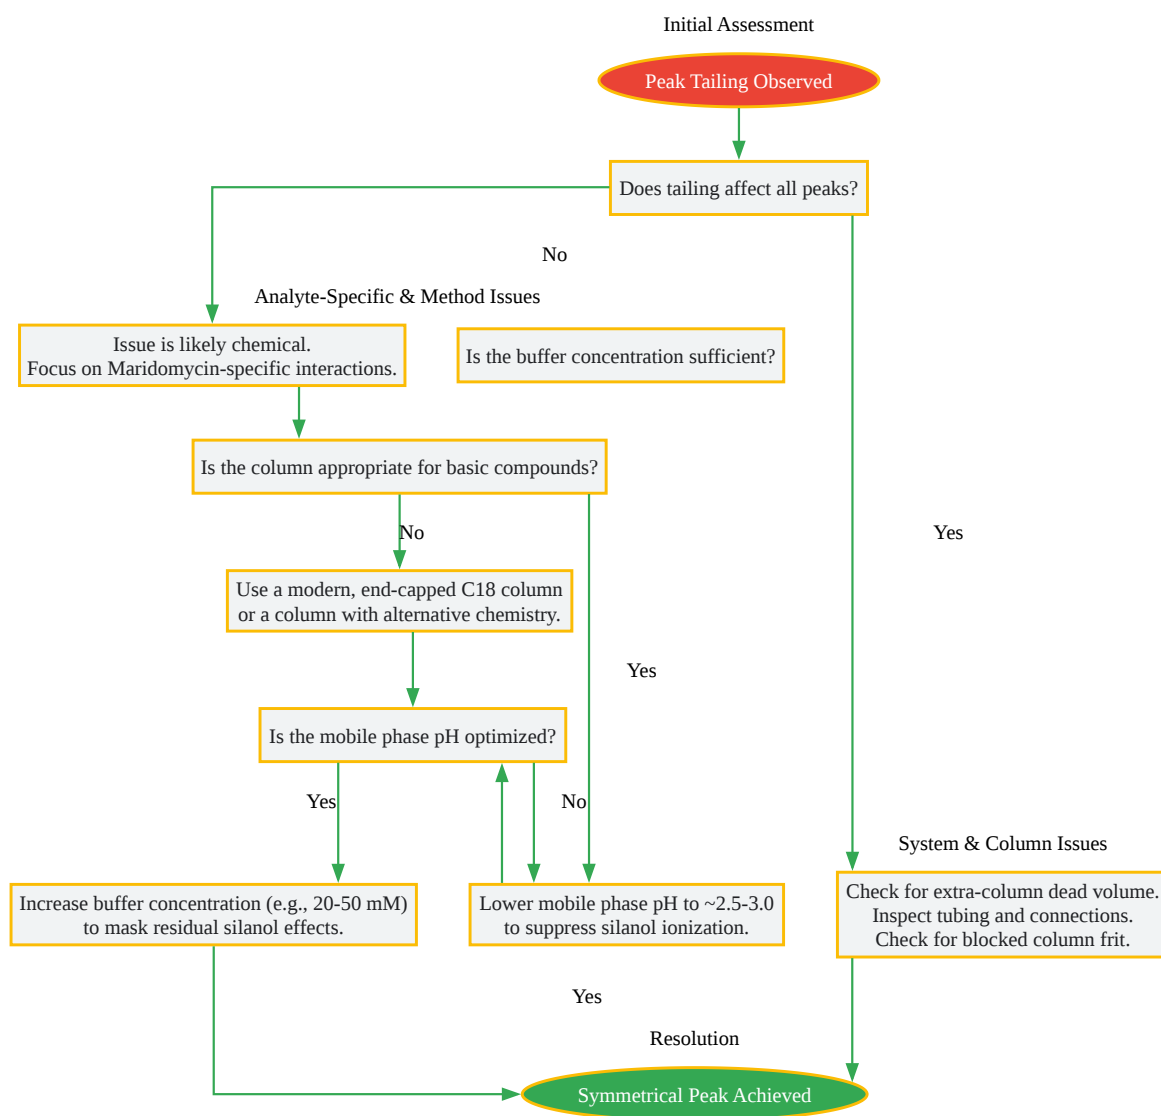 Initial Assessment
Peak Tailing Observed
Does tailing affect all peaks?
No
Analyte-Specific & Method Issues
Issue is likely chemical.
Focus on Maridomycin-specific interactions.
Is the buffer concentration sufficient?
Is the column appropriate for basic compounds?
No
Yes
Use a modern, end-capped C18 column
or a column with alternative chemistry.
Yes
Is the mobile phase pH optimized?
Yes
No
System & Column Issues
Increase buffer concentration (e.g., 20-50 mM)
to mask residual silanol effects.
Lower mobile phase pH to ~2.5-3.0
to suppress silanol ionization.
Check for extra-column dead volume.
Inspect tubing and connections.
Check for blocked column frit.
Yes
Resolution
Symmetrical Peak Achieved